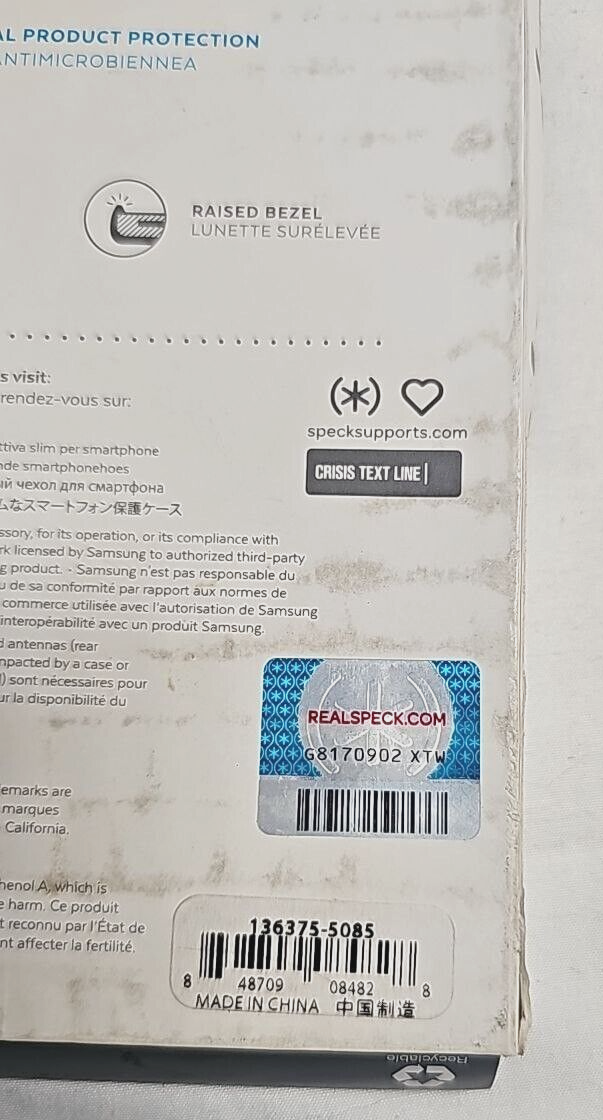 AL PRODUCT PROTECTION
ANTIMICROBIENNEA
RAISED BEZEL
LUNETTE SURÉLEVÉE
s visit:
rendez-vous sur:
(*)
specksupports.com
CRISIS TEXT LINE|
ttiva slim per smartphone
nde smartphonehoes
ый чехол для смартфона
ムなスマートフォン保護ケース
ssory, for its operation, or its compliance with
rk licensed by Samsung to authorized third-party
g product. • Samsung n'est pas responsable du
u de sa conformité par rapport aux normes de
commerce utilisée avec l'autorisation de Samsung
interopérabilité avec un produit Samsung.
d antennas (rear
mpacted by a case or
l) sont nécessaires pour
ur la disponibilité du
REALSPECK.COM
G8170902 XTW
emarks are
marques
California.
henol A, which is
e harm. Ce produit
t reconnu par l'État de
nt affecter la fertilité.
136375-5085
8 48709 08482 8
MADE IN CHINA 中国制造
Recyclable